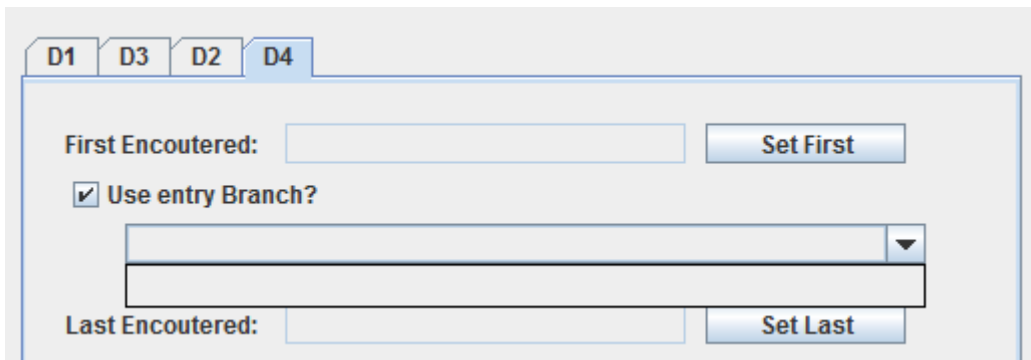 D1 D3 D2 D4
First Encoutered: Set First
Use entry Branch?
Last Encoutered: Set Last